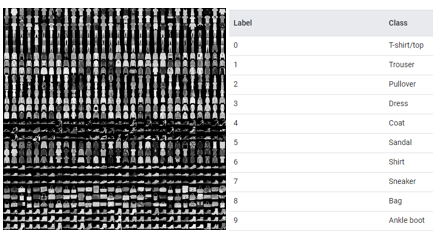 Label Class
0 T-shirt/top
1 Trouser
2 Pullover
3 Dress
4 Coat
5 Sandal
6 Shirt
7 Sneaker
8 Bag
9 Ankle boot